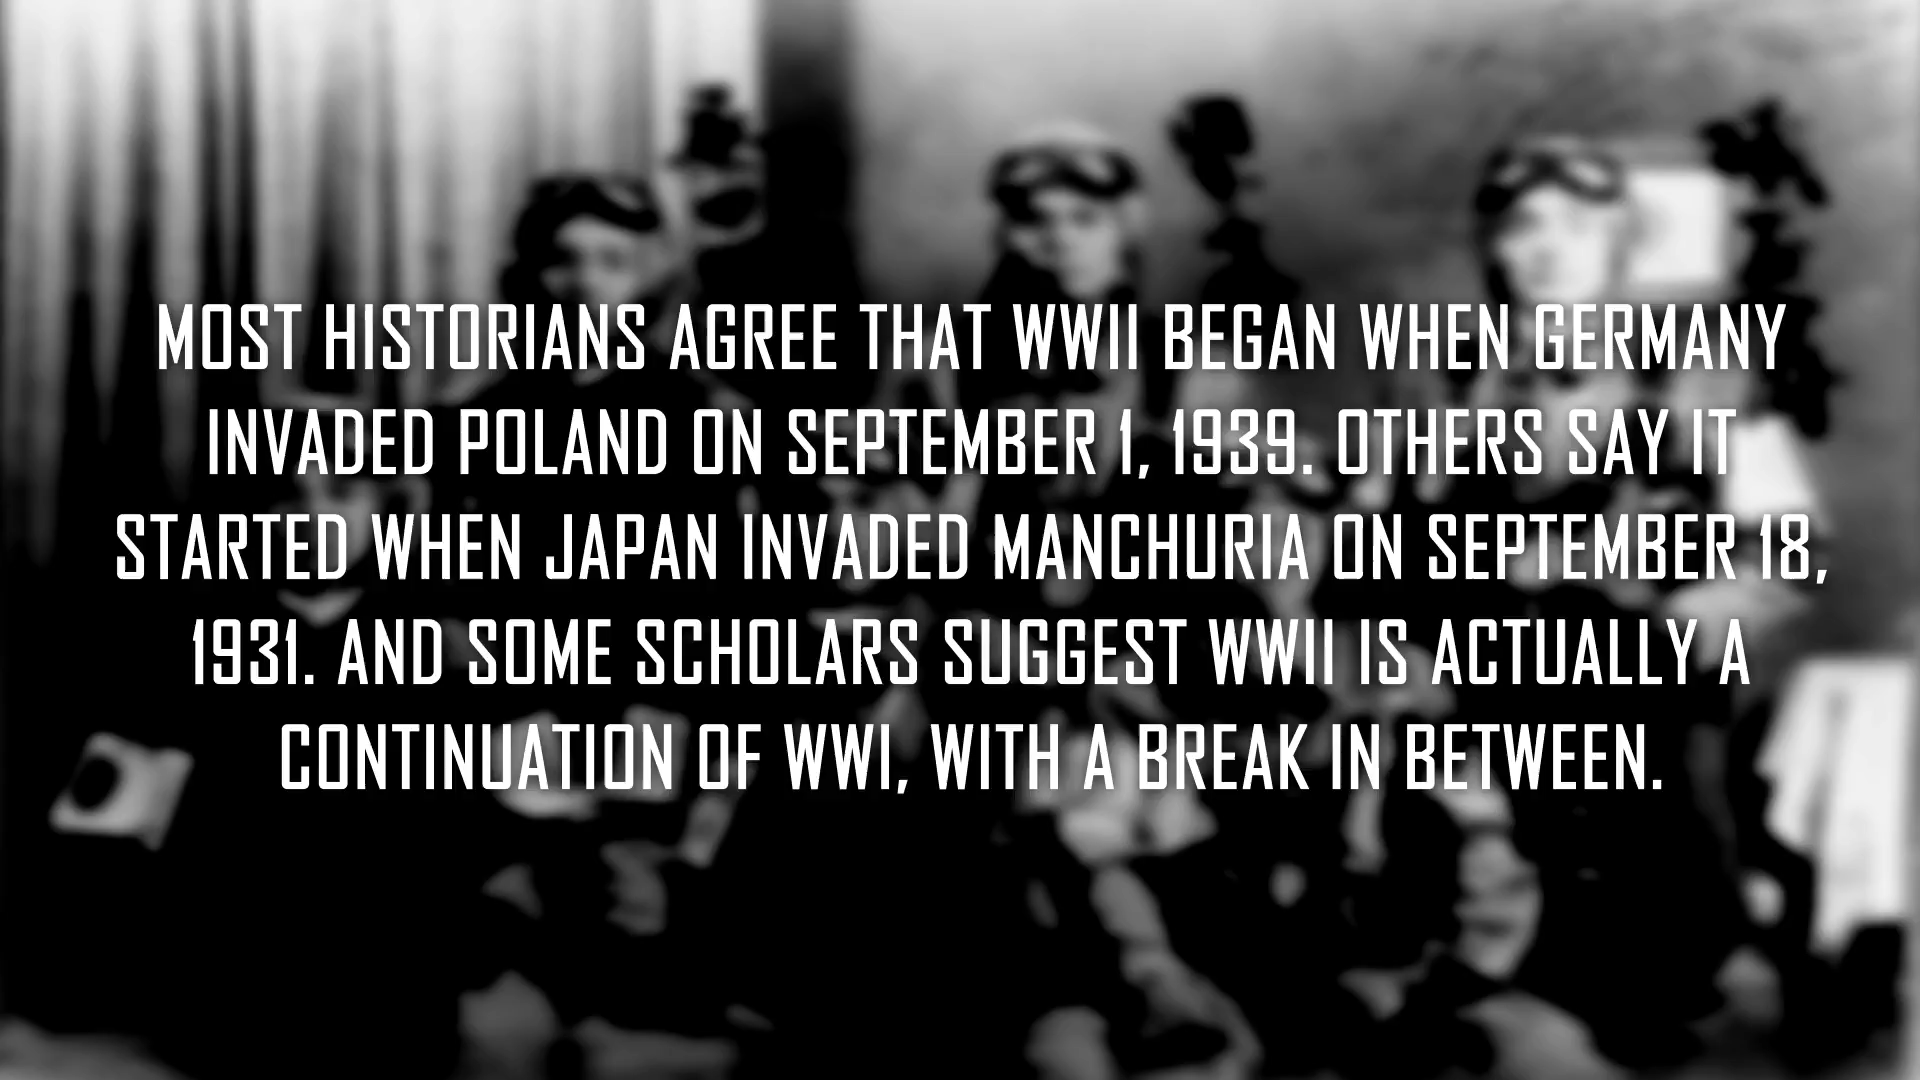 MOST HISTORIANS AGREE THAT WWII BEGAN WHEN GERMANY
INVADED POLAND ON SEPTEMBER 1, 1939. OTHERS SAY IT
STARTED WHEN JAPAN INVADED MANCHURIA ON SEPTEMBER 18,
1931. AND SOME SCHOLARS SUGGEST WWII IS ACTUALLY A
CONTINUATION OF WWI, WITH A BREAK IN BETWEEN.